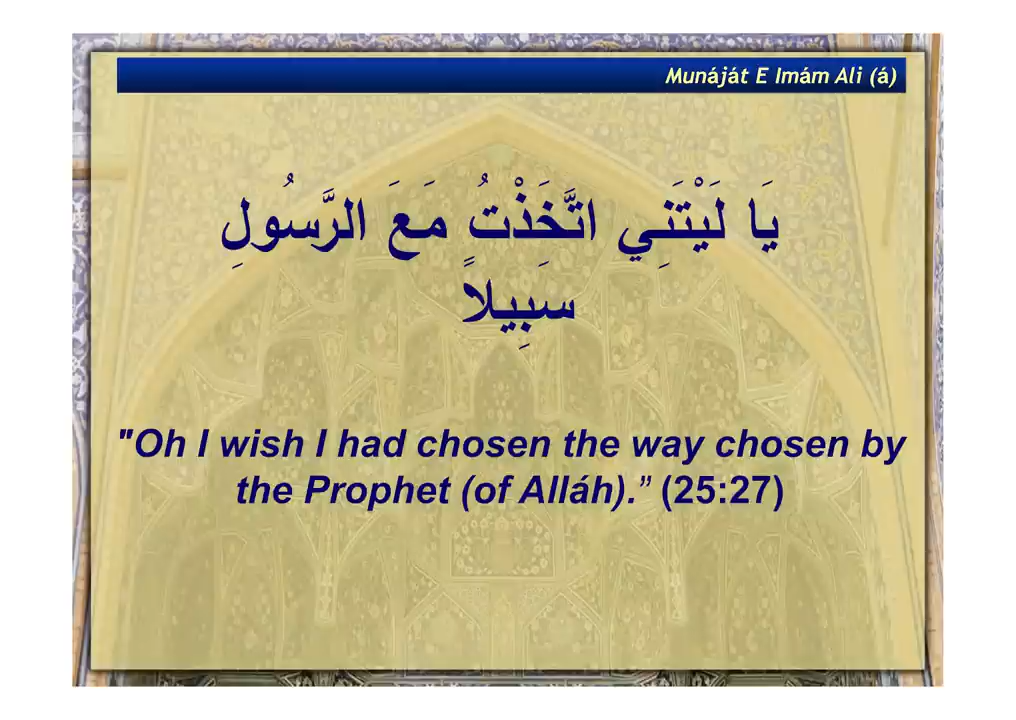 Munáját E Imám Ali (á)
يَا لَيْتَنِي اتَّخَذْتُ مَعَ الرَّسُولِ
سَبِيلاً
"Oh I wish I had chosen the way chosen by
the Prophet (of Alláh).” (25:27)